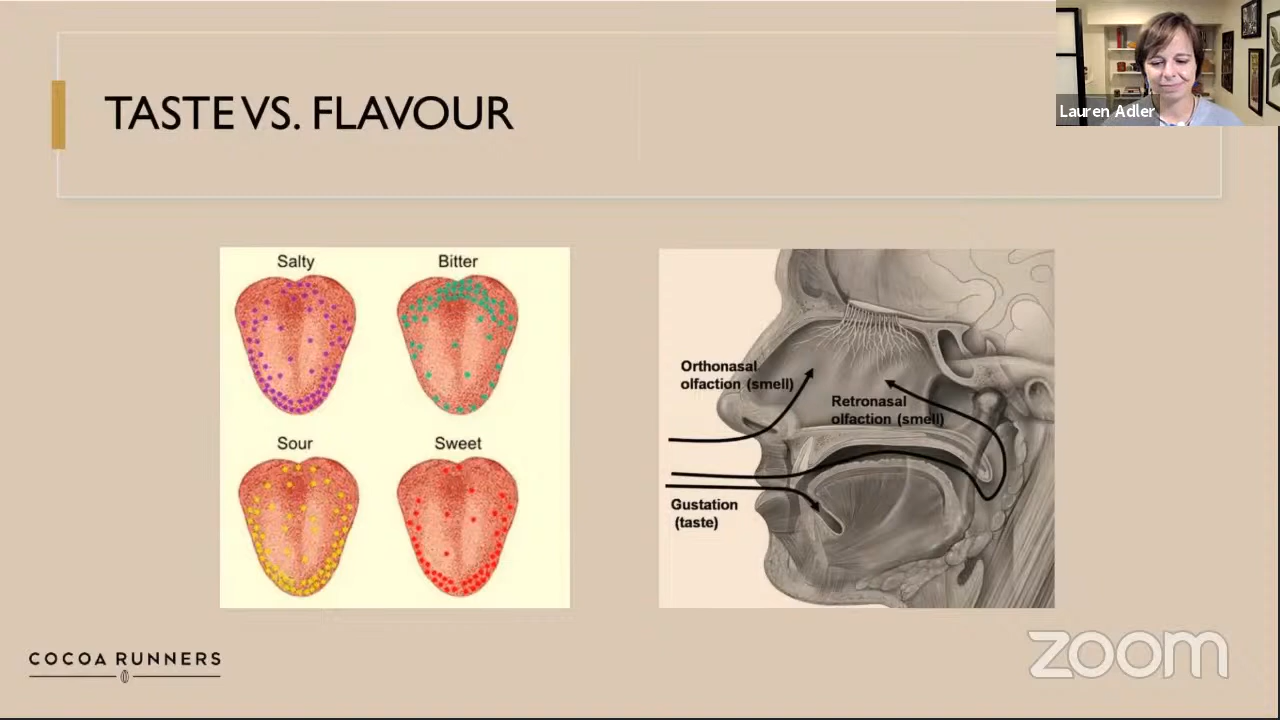 Lauren Adler
TASTE VS. FLAVOUR
Salty
Bitter
Sour
Sweet
Orthonasal
olfaction (smell)
Retronasal
olfaction (smell)
Gustation
(taste)
COCOA RUNNERS
zoom